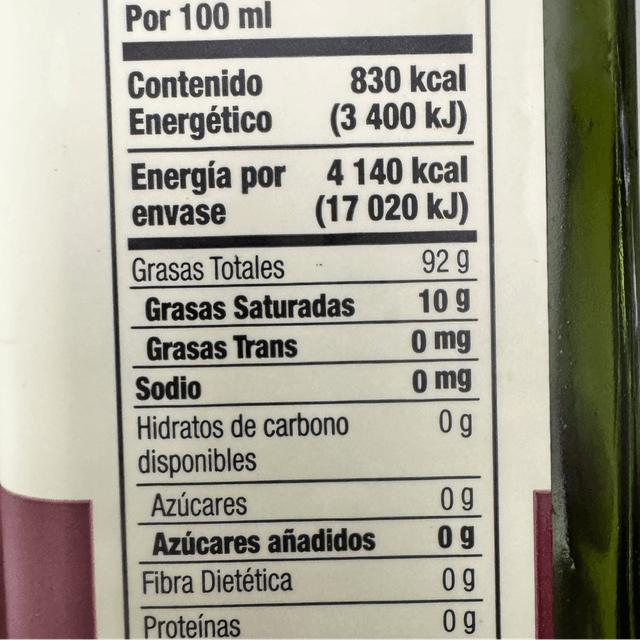 Por 100 ml
Contenido 830 kcal
Energético (3 400 kJ)
Energía por 4 140 kcal
envase (17 020 kJ)
Grasas Totales 92 g
Grasas Saturadas 10 g
Grasas Trans 0 mg
Sodio 0 mg
Hidratos de carbono 0 g
disponibles
Azúcares 0 g
Azúcares añadidos 0 g
Fibra Dietética 0 g
Proteínas 0 g